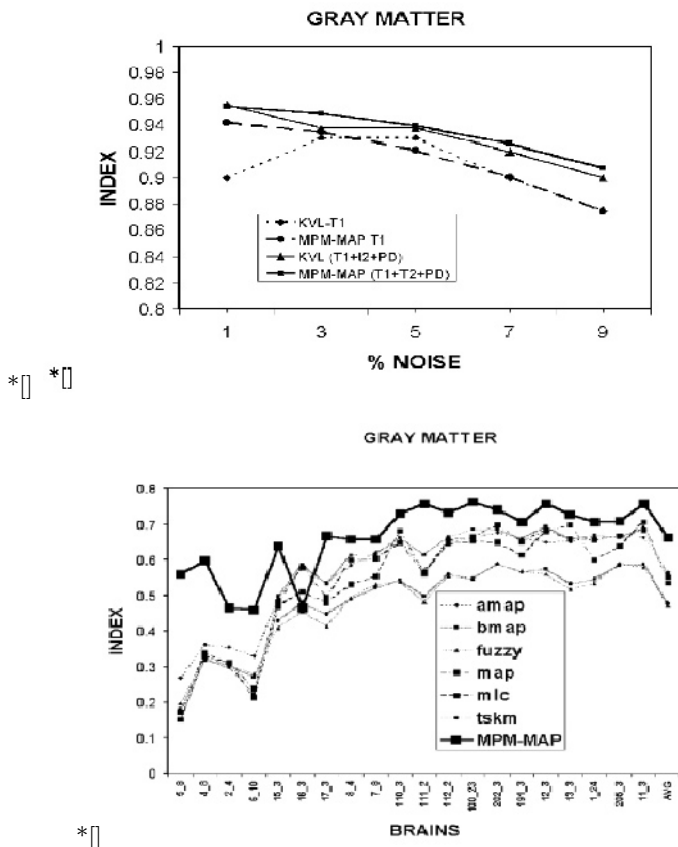 GRAY MATTER
1
0.98
0.96
0.94
0.92
0.9
0.88
0.86
0.84
0.82
0.8
INDEX
KVL-T1
MPM-MAP T1
KVL (T1+t2+PD)
MPM-MAP (T1+T2+PD)
1 3 5 7 9
% NOISE
*[] *[]
GRAY MATTER
0.8
0.7
0.6
0.5
0.4
0.3
0.2
0.1
0
INDEX
amap
bmap
fuzzy
map
mlc
tskm
MPM-MAP
5_8 4_8 2_4 6_10 15_3 16_3 17_3 8_4 7_8 110_3 111_2 112_2 100_23 202_3 191_3 12_3 13_3 1_24 205_3 11_3 AVG
BRAINS
*[]